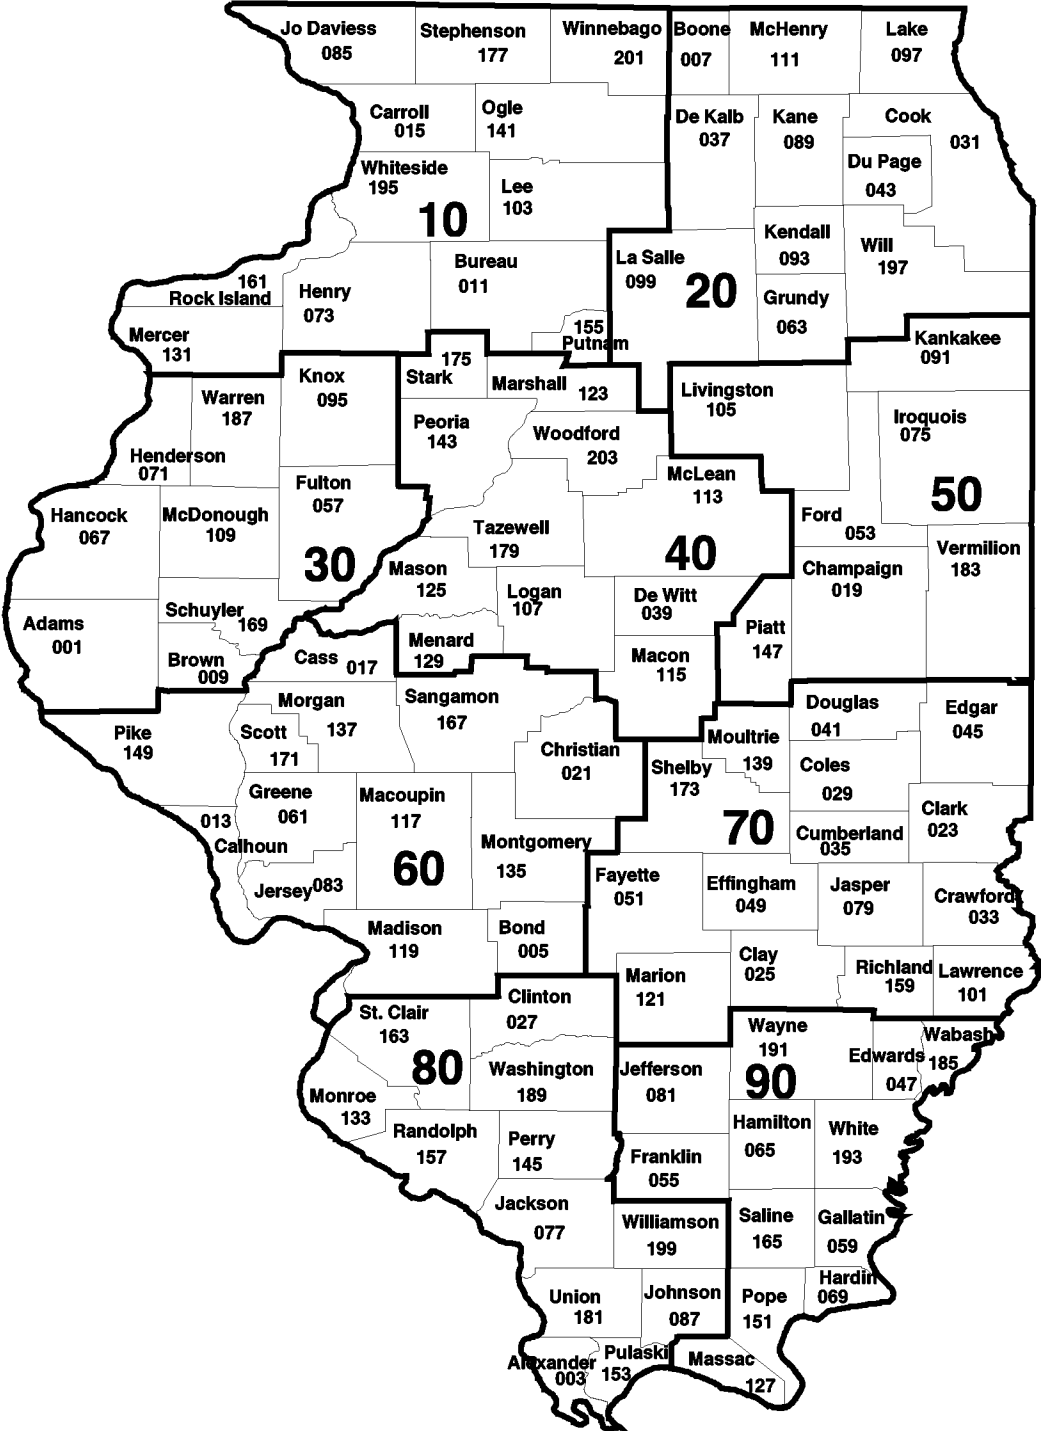 Jo Daviess
085
Stephenson
177
Winnebago
201
Boone
007
McHenry
111
Lake
097
Carroll
015
Ogle
141
De Kalb
037
Kane
089
Cook
031
Du Page
043
Whiteside
195
Lee
103
10
Kendall
093
Will
197
La Salle
099
20
Bureau
011
161
Rock Island
Henry
073
Grundy
063
155
Putnam
Mercer
131
Kankakee
091
175
Stark
Marshall
123
Knox
095
Warren
187
Livingston
105
Iroquois
075
Peoria
143
Woodford
203
Henderson
071
McLean
113
50
Fulton
057
Hancock
067
McDonough
109
Ford
053
Tazewell
179
40
30
Vermilion
183
Mason
125
Champaign
019
Logan
107
De Witt
039
Schuyler
169
Adams
001
Piatt
147
Menard
129
Macon
115
Cass
017
Brown
009
Morgan
137
Sangamon
167
Douglas
041
Edgar
045
Pike
149
Scott
171
Moultrie
139
Christian
021
Shelby
173
Coles
029
Greene
061
Macoupin
117
013
Calhoun
70
Clark
023
Cumberland
035
Montgomery
135
60
Jersey
083
Fayette
051
Effingham
049
Jasper
079
Crawford
033
Madison
119
Bond
005
Clay
025
Marion
121
Richland
159
Lawrence
101
Clinton
027
St. Clair
163
Wayne
191
Wabash
185
Edwards
047
80
Washington
189
Jefferson
081
90
Monroe
133
Randolph
157
Perry
145
Hamilton
065
White
193
Franklin
055
Jackson
077
Williamson
199
Saline
165
Gallatin
059
Hardin
069
Union
181
Johnson
087
Pope
151
Alexander
003
Pulaski
153
Massac
127